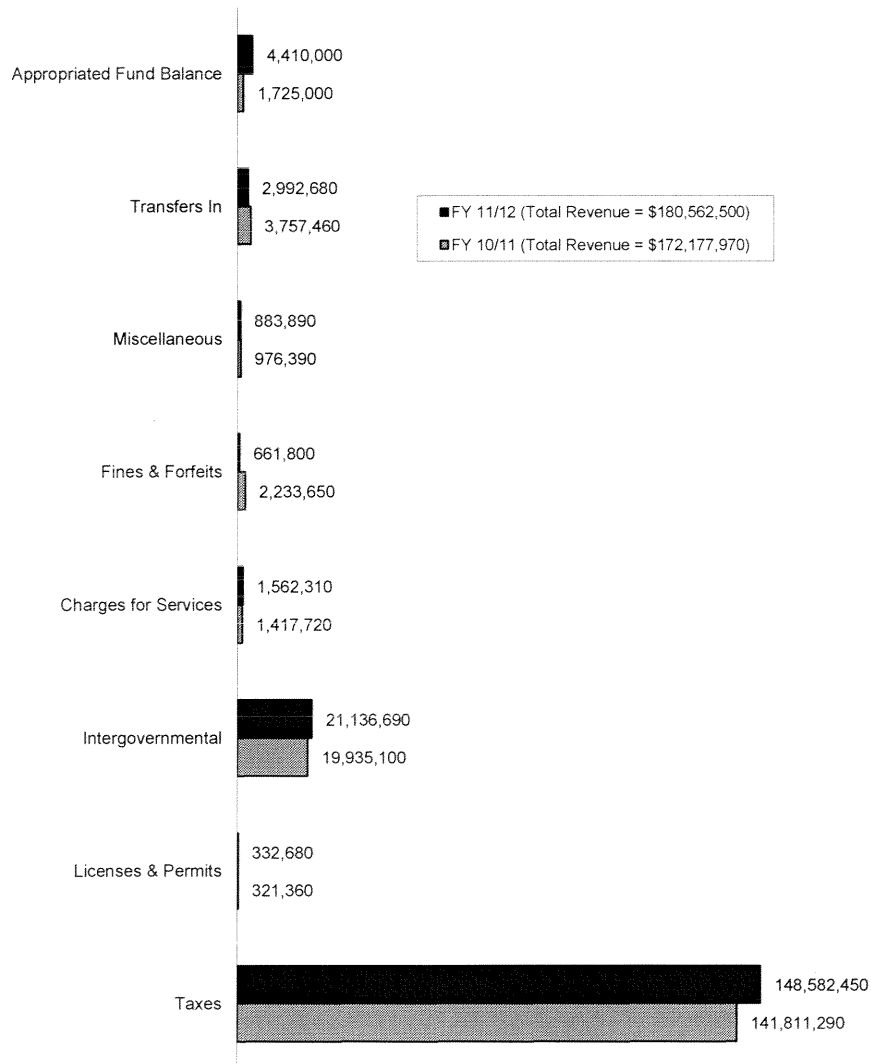 Appropriated Fund Balance
4,410,000
1,725,000
Transfers In
2,992,680
3,757,460
■FY 11/12 (Total Revenue = $180,562,500)
■FY 10/11 (Total Revenue = $172,177,970)
Miscellaneous
883,890
976,390
Fines & Forfeits
661,800
2,233,650
Charges for Services
1,562,310
1,417,720
Intergovernmental
21,136,690
19,935,100
Licenses & Permits
332,680
321,360
Taxes
148,582,450
141,811,290